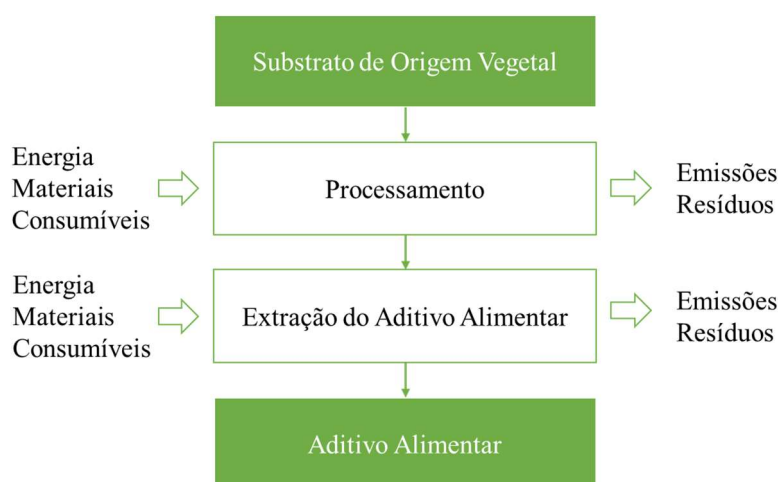 Substrato de Origem Vegetal
Energia
Materiais
Consumíveis
Processamento
Emissões
Resíduos
Energia
Materiais
Consumíveis
Extração do Aditivo Alimentar
Emissões
Resíduos
Aditivo Alimentar